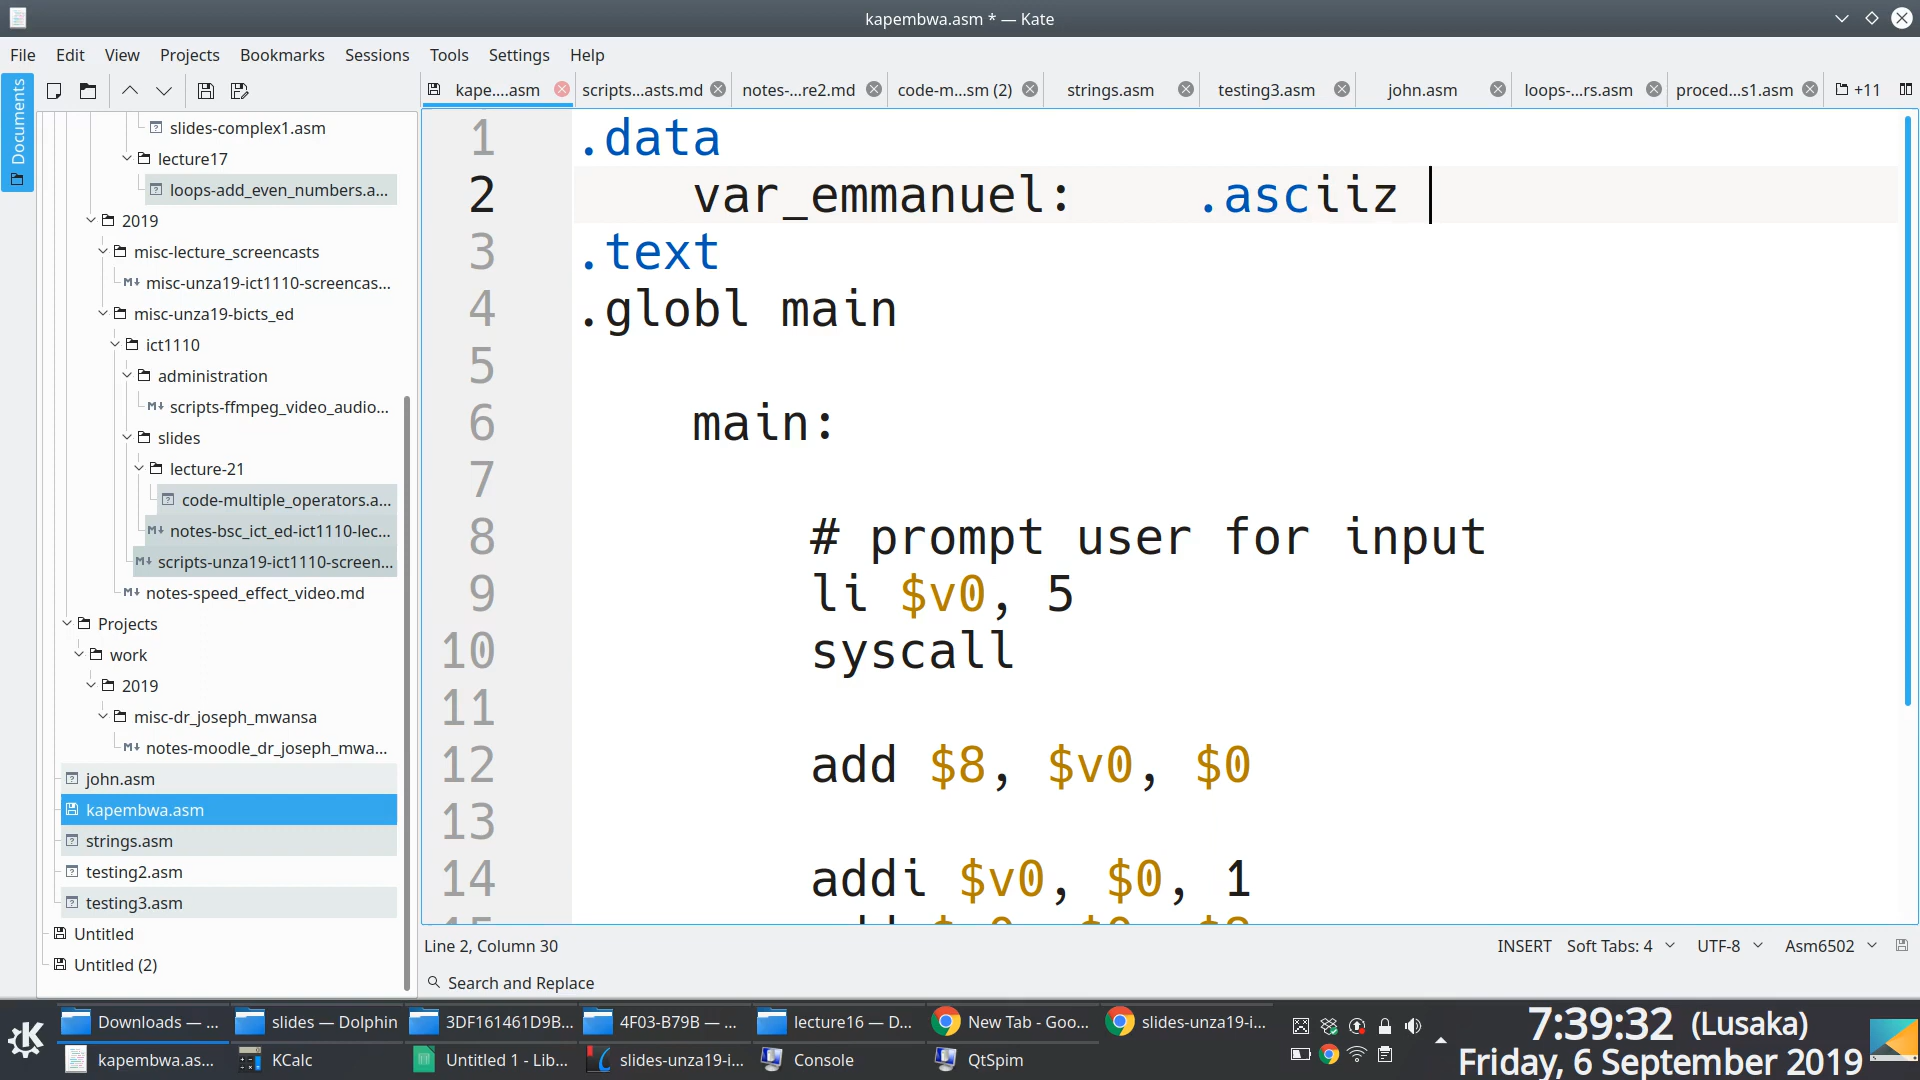 kapembwa.asm * — Kate
File Edit View Projects Bookmarks Sessions Tools Settings Help
Documents
kape....asm
scripts...asts.md
notes-...re2.md
code-m...sm (2)
strings.asm
testing3.asm
john.asm
loops-...rs.asm
proced...s1.asm
+11
slides-complex1.asm
lecture17
loops-add_even_numbers.a...
2019
misc-lecture_screencasts
misc-unza19-ict1110-screencas...
misc-unza19-bicts_ed
ict1110
administration
scripts-ffmpeg_video_audio...
slides
lecture-21
code-multiple_operators.a...
notes-bsc_ict_ed-ict1110-lec...
scripts-unza19-ict1110-screen...
notes-speed_effect_video.md
Projects
work
2019
misc-dr_joseph_mwansa
notes-moodle_dr_joseph_mwa...
john.asm
kapembwa.asm
strings.asm
testing2.asm
testing3.asm
Untitled
Untitled (2)
1 .data
2 var_emmanuel: .asciiz
3 .text
4 .globl main
5
6 main:
7
8 # prompt user for input
9 li $v0, 5
10 syscall
11
12 add $8, $v0, $0
13
14 addi $v0, $0, 1
Line 2, Column 30
INSERT Soft Tabs: 4 UTF-8 Asm6502
Search and Replace
Downloads — ...
slides — Dolphin
3DF161461D9B...
4F03-B79B — ...
lecture16 — D...
New Tab - Goo...
slides-unza19-i...
kapembwa.as...
KCalc
Untitled 1 - Lib...
slides-unza19-i...
Console
QtSpim
7:39:32 (Lusaka)
Friday, 6 September 2019